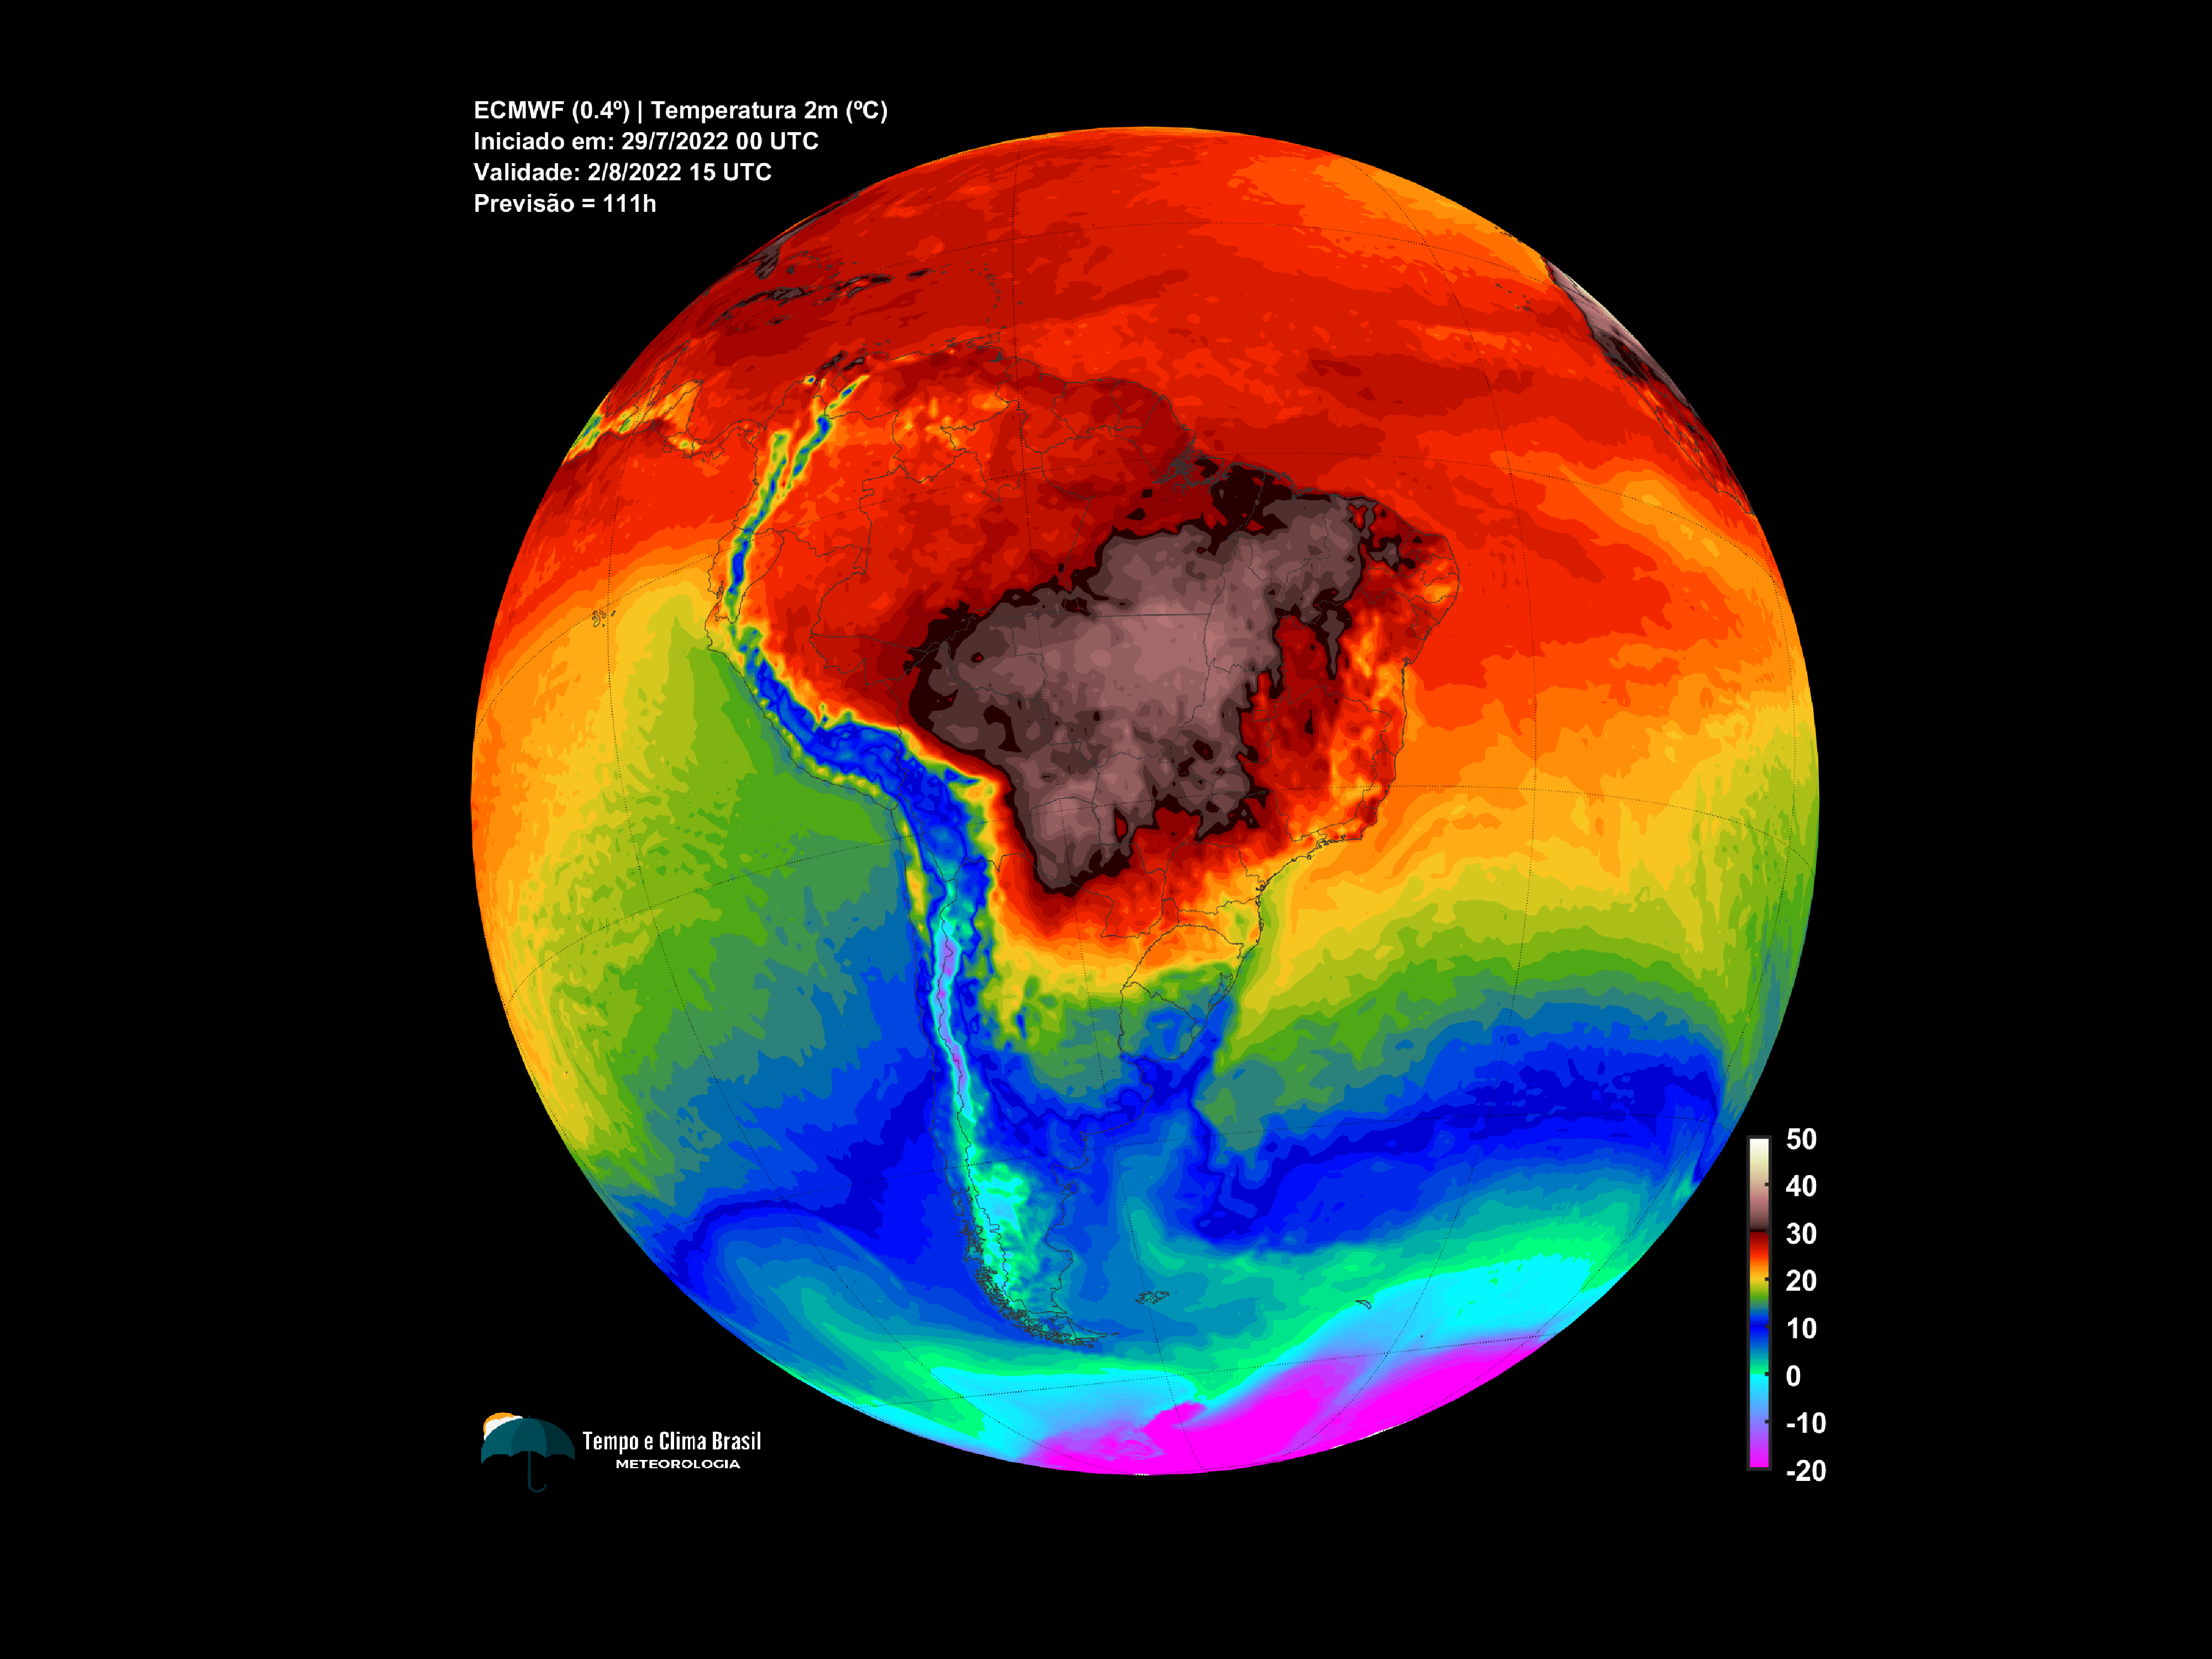 ECMWF (0.4º) | Temperatura 2m (ºC)
Iniciado em: 29/7/2022 00 UTC
Validade: 2/8/2022 15 UTC
Previsão = 111h
50
40
30
20
10
0
-10
-20
Tempo e Clima Brasil
METEOROLOGIA